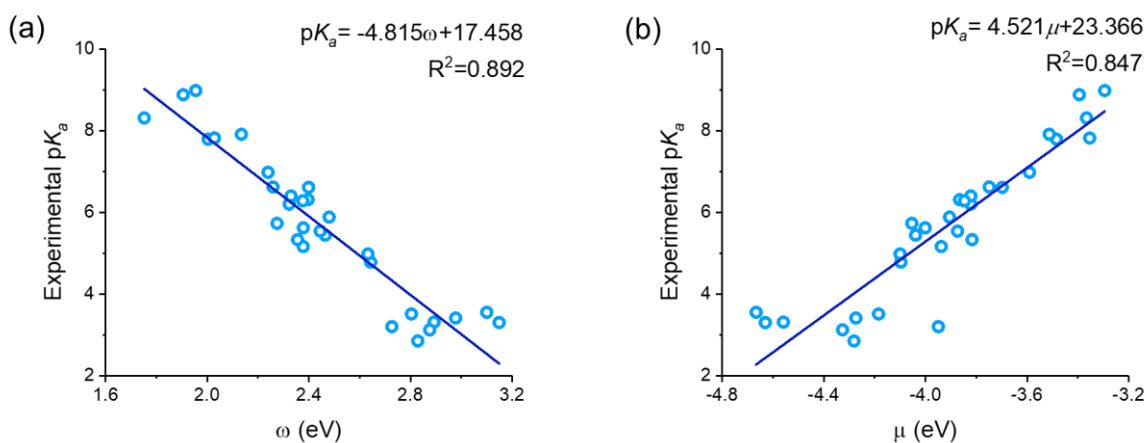 (a)
pKₐ= -4.815ω+17.458
R²=0.892
10
8
6
4
2
Experimental pKₐ
1.6
2.0
2.4
2.8
3.2
ω (eV)
(b)
pKₐ= 4.521μ+23.366
R²=0.847
10
8
6
4
2
Experimental pKₐ
-4.8
-4.4
-4.0
-3.6
-3.2
μ (eV)